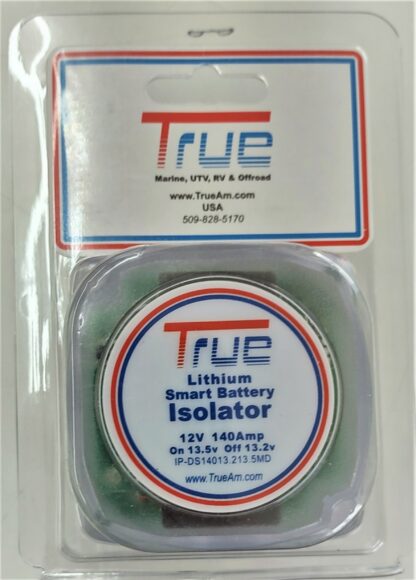 True
Marine, UTV, RV & Offroad
www.TrueAm.com
USA
509-828-5170
True
Lithium
Smart Battery
Isolator
12V 140Amp
On 13.5v Off 13.2v
IP-DS14013.213.5MD
www.TrueAm.com